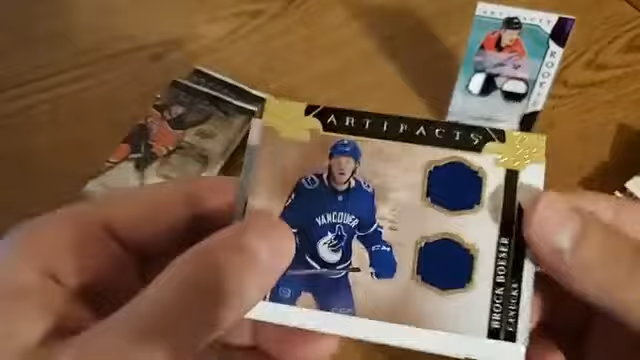 ARTIFACTS
ROOKIE
ARTIFACTS
VANCOUVER
BROCK BOESER
CANUCKS